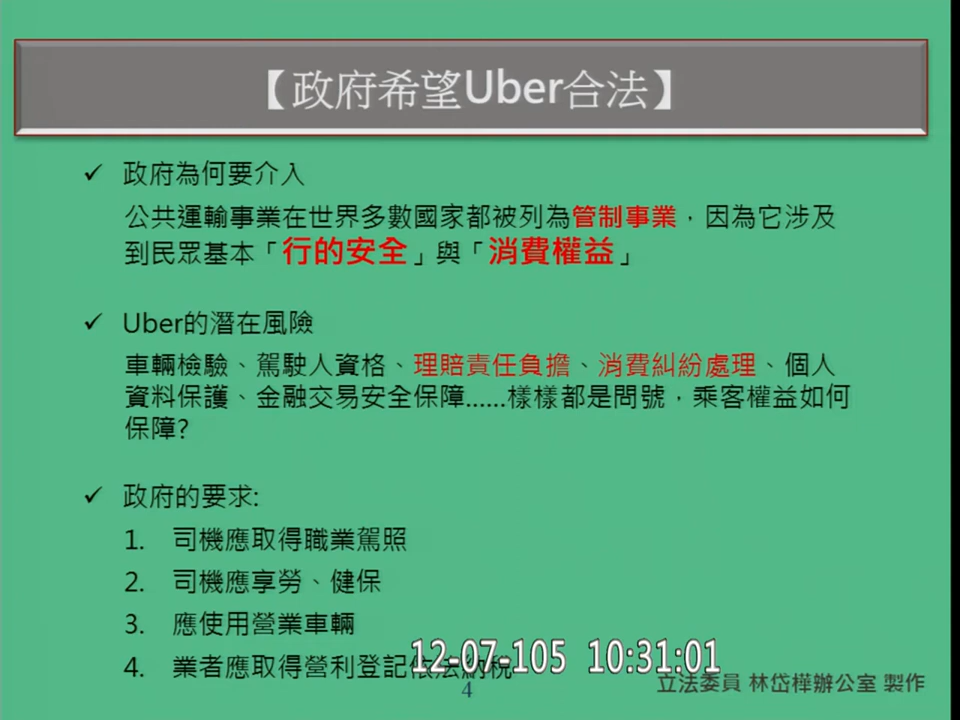 【政府希望Uber合法】
✓ 政府為何要介入
公共運輸事業在世界多數國家都被列為管制事業，因為它涉及
到民眾基本「行的安全」與「消費權益」
✓ Uber的潛在風險
車輛檢驗、駕駛人資格、理賠責任負擔、消費糾紛處理、個人
資料保護、金融交易安全保障......樣樣都是問號，乘客權益如何
保障?
✓ 政府的要求:
1. 司機應取得職業駕照
2. 司機應享勞、健保
3. 應使用營業車輛
4. 業者應取得營利登記依法納稅
12-07-105 10:31:01
4
立法委員 林岱樺辦公室 製作